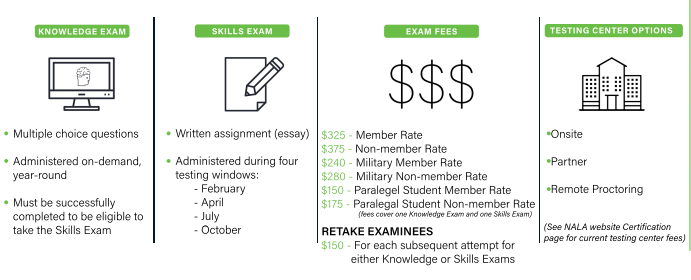 KNOWLEDGE EXAM
• Multiple choice questions
• Administered on-demand,
year-round
• Must be successfully
completed to be eligible to
take the Skills Exam
SKILLS EXAM
• Written assignment (essay)
• Administered during four
testing windows:
- February
- April
- July
- October
EXAM FEES
$$$
$325 - Member Rate
$375 - Non-member Rate
$240 - Military Member Rate
$280 - Military Non-member Rate
$150 - Paralegel Student Member Rate
$175 - Paralegel Student Non-member Rate
(fees cover one Knowledge Exam and one Skills Exam)
RETAKE EXAMINEES
$150 - For each subsequent attempt for
either Knowledge or Skills Exams
TESTING CENTER OPTIONS
•Onsite
•Partner
•Remote Proctoring
(See NALA website Certification
page for current testing center fees)